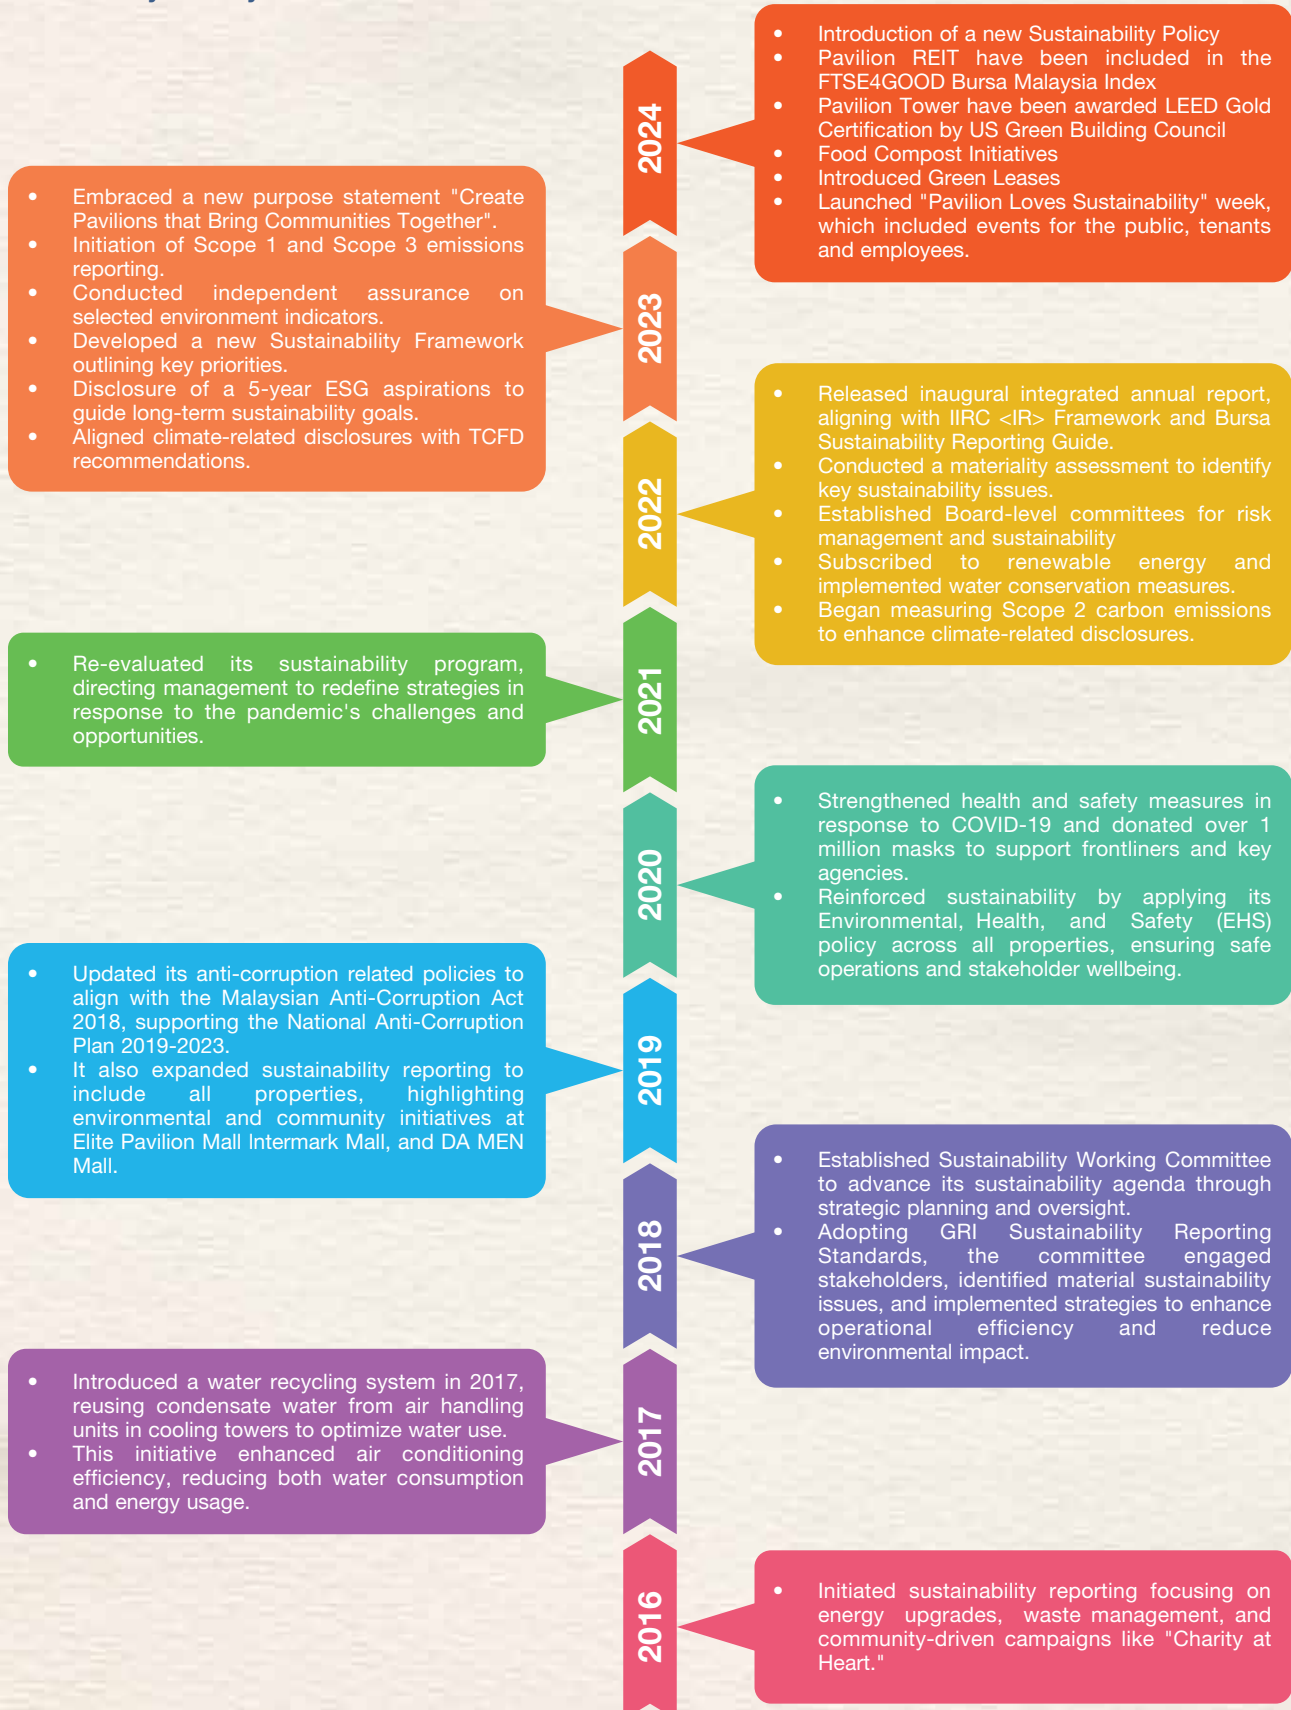 2024
• Introduction of a new Sustainability Policy
• Pavilion REIT have been included in the
FTSE4GOOD Bursa Malaysia Index
• Pavilion Tower have been awarded LEED Gold
Certification by US Green Building Council
• Food Compost Initiatives
• Introduced Green Leases
• Launched "Pavilion Loves Sustainability" week,
which included events for the public, tenants
and employees.
2023
• Embraced a new purpose statement "Create
Pavilions that Bring Communities Together".
• Initiation of Scope 1 and Scope 3 emissions
reporting.
• Conducted independent assurance on
selected environment indicators.
• Developed a new Sustainability Framework
outlining key priorities.
• Disclosure of a 5-year ESG aspirations to
guide long-term sustainability goals.
• Aligned climate-related disclosures with TCFD
recommendations.
2022
• Released inaugural integrated annual report,
aligning with IIRC <IR> Framework and Bursa
Sustainability Reporting Guide.
• Conducted a materiality assessment to identify
key sustainability issues.
• Established Board-level committees for risk
management and sustainability
• Subscribed to renewable energy and
implemented water conservation measures.
• Began measuring Scope 2 carbon emissions
to enhance climate-related disclosures.
2021
• Re-evaluated its sustainability program,
directing management to redefine strategies in
response to the pandemic's challenges and
opportunities.
2020
• Strengthened health and safety measures in
response to COVID-19 and donated over 1
million masks to support frontliners and key
agencies.
• Reinforced sustainability by applying its
Environmental, Health, and Safety (EHS)
policy across all properties, ensuring safe
operations and stakeholder wellbeing.
2019
• Updated its anti-corruption related policies to
align with the Malaysian Anti-Corruption Act
2018, supporting the National Anti-Corruption
Plan 2019-2023.
• It also expanded sustainability reporting to
include all properties, highlighting
environmental and community initiatives at
Elite Pavilion Mall Intermark Mall, and DA MEN
Mall.
2018
• Established Sustainability Working Committee
to advance its sustainability agenda through
strategic planning and oversight.
• Adopting GRI Sustainability Reporting
Standards, the committee engaged
stakeholders, identified material sustainability
issues, and implemented strategies to enhance
operational efficiency and reduce
environmental impact.
2017
• Introduced a water recycling system in 2017,
reusing condensate water from air handling
units in cooling towers to optimize water use.
• This initiative enhanced air conditioning
efficiency, reducing both water consumption
and energy usage.
2016
• Initiated sustainability reporting focusing on
energy upgrades, waste management, and
community-driven campaigns like "Charity at
Heart."